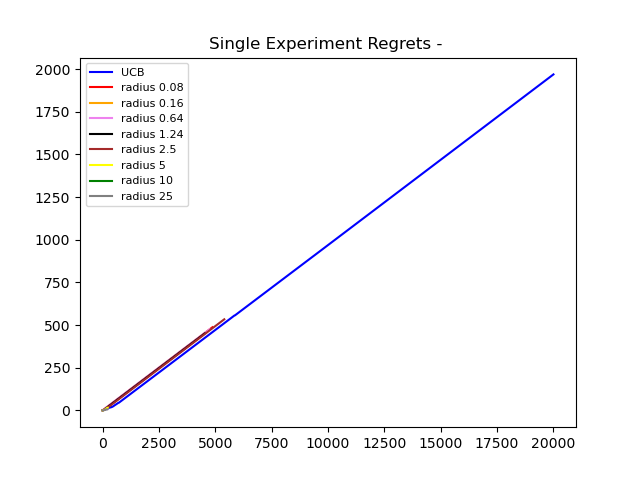 Single Experiment Regrets -
2000
1750
1500
1250
1000
750
500
250
0
UCB
radius 0.08
radius 0.16
radius 0.64
radius 1.24
radius 2.5
radius 5
radius 10
radius 25
0 2500 5000 7500 10000 12500 15000 17500 20000